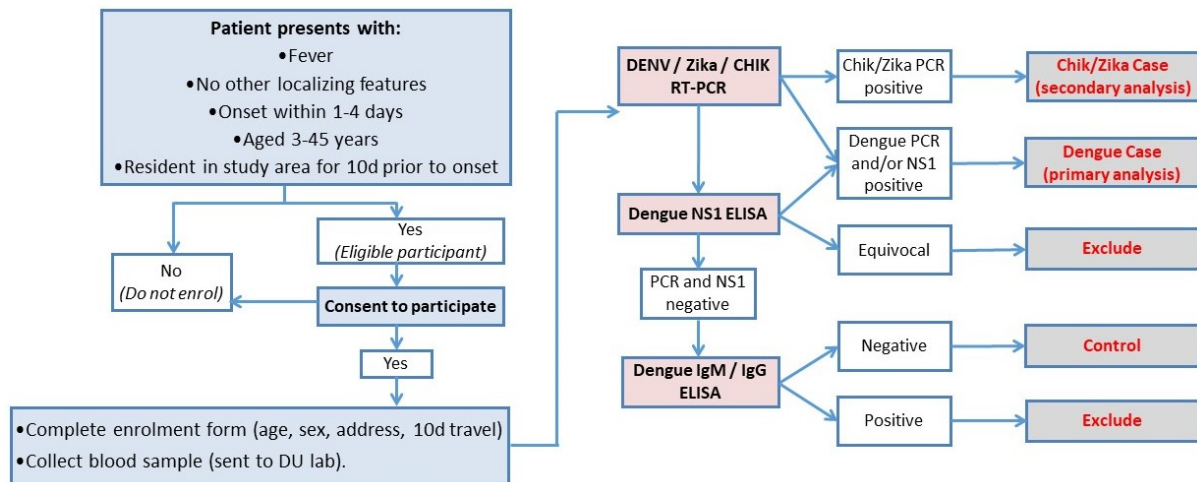 Patient presents with:
•Fever
•No other localizing features
•Onset within 1-4 days
•Aged 3-45 years
•Resident in study area for 10d prior to onset
No
(Do not enrol)
Yes
(Eligible participant)
Consent to participate
Yes
•Complete enrolment form (age, sex, address, 10d travel)
•Collect blood sample (sent to DU lab).
DENV / Zika / CHIK
RT-PCR
Chik/Zika PCR
positive
Chik/Zika Case
(secondary analysis)
Dengue PCR
and/or NS1
positive
Dengue Case
(primary analysis)
Dengue NS1 ELISA
Equivocal
Exclude
PCR and NS1
negative
Dengue IgM / IgG
ELISA
Negative
Control
Positive
Exclude